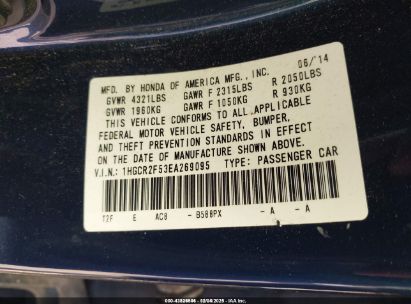 MFD. BY HONDA OF AMERICA MFG., INC. 06/14
GVWR 4321LBS GAWR F 2315LBS R 2050LBS
GVWR 1960KG GAWR F 1050KG R 930KG
THIS VEHICLE CONFORMS TO ALL APPLICABLE
FEDERAL MOTOR VEHICLE SAFETY, BUMPER,
AND THEFT PREVENTION STANDARDS IN EFFECT
ON THE DATE OF MANUFACTURE SHOWN ABOVE.
V.I.N.: 1HGCR2F53EA269095 TYPE: PASSENGER CAR
T2F E AC8 - B588PX - A - A